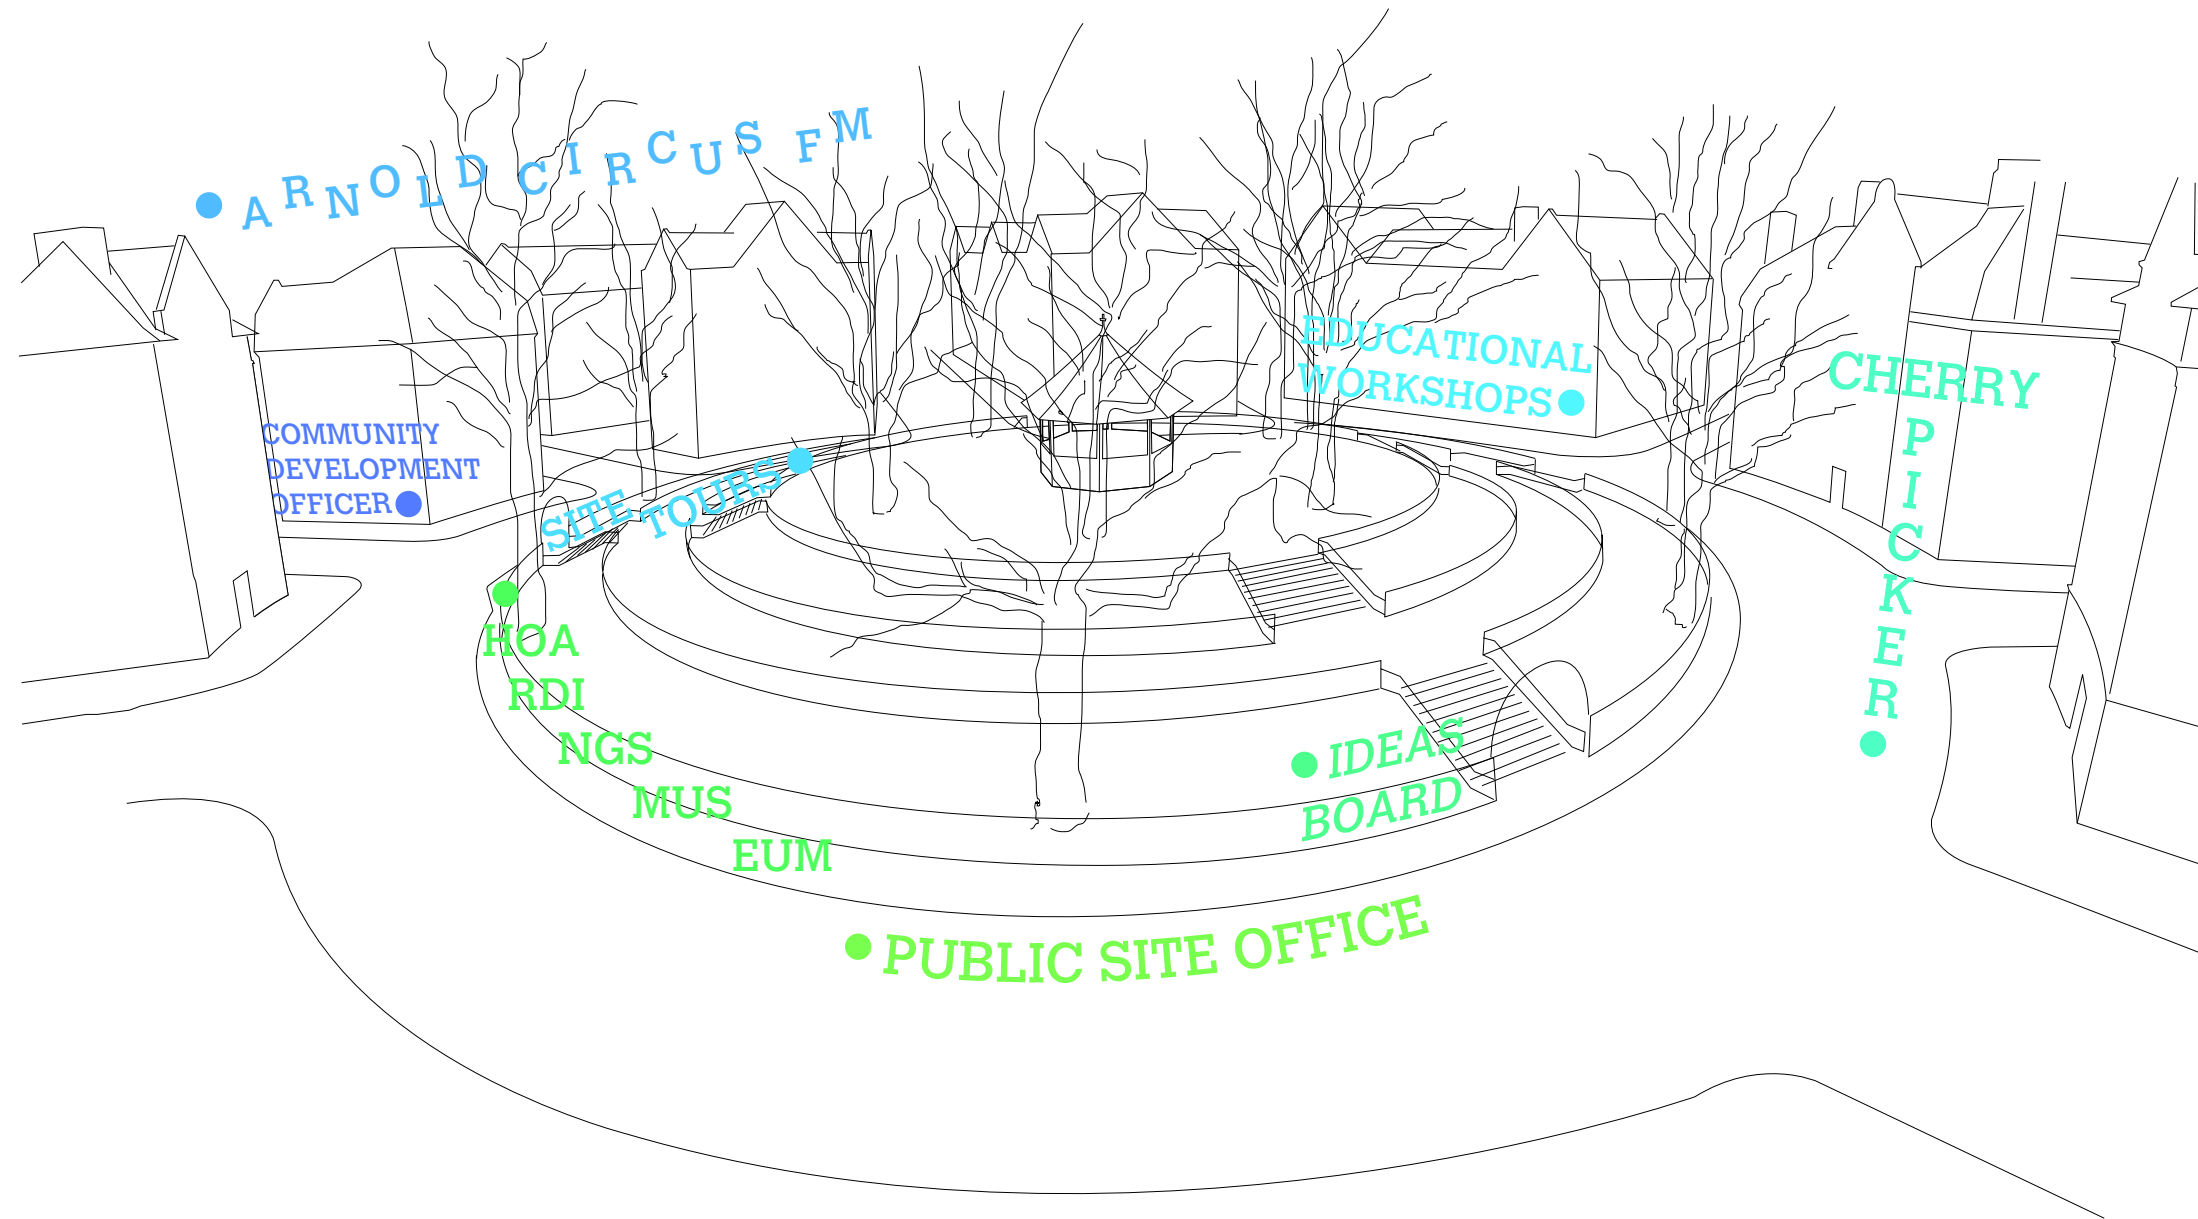 ARNOLD CIRCUS FM
EDUCATIONAL
WORKSHOPS
CHERRY
PICKER
COMMUNITY
DEVELOPMENT
OFFICER
SITE TOURS
HOA
RDI
NGS
MUS
EUM
IDEAS
BOARD
PUBLIC SITE OFFICE